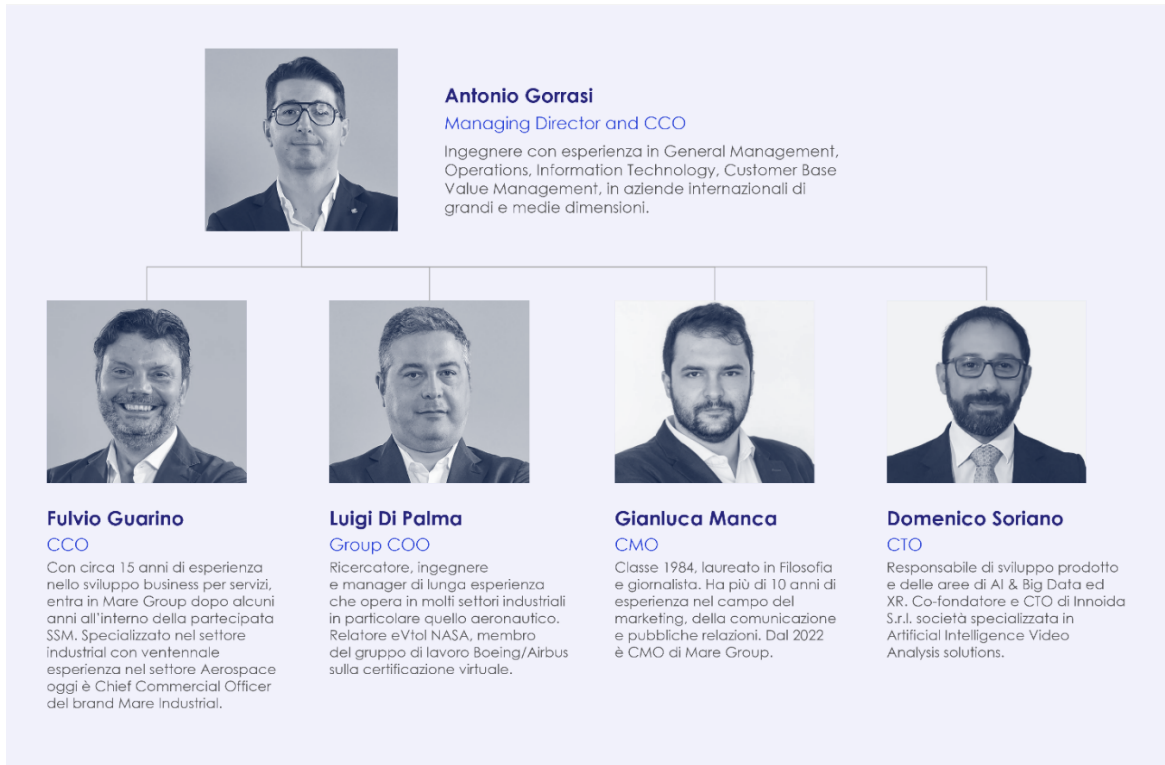 Antonio Gorrasi
Managing Director and CCO
Ingegnere con esperienza in General Management,
Operations, Information Technology, Customer Base
Value Management, in aziende internazionali di
grandi e medie dimensioni.
Fulvio Guarino
CCO
Con circa 15 anni di esperienza
nello sviluppo business per servizi,
entra in Mare Group dopo alcuni
anni all'interno della partecipata
SSM. Specializzato nel settore
industrial con ventennale
esperienza nel settore Aerospace
oggi è Chief Commercial Officer
del brand Mare Industrial.
Luigi Di Palma
Group COO
Ricercatore, ingegnere
e manager di lunga esperienza
che opera in molti settori industriali
in particolare quello aeronautico.
Relatore eVtol NASA, membro
del gruppo di lavoro Boeing/Airbus
sulla certificazione virtuale.
Gianluca Manca
CMO
Classe 1984, laureato in Filosofia
e giornalista. Ha più di 10 anni di
esperienza nel campo del
marketing, della comunicazione
e pubbliche relazioni. Dal 2022
è CMO di Mare Group.
Domenico Soriano
CTO
Responsabile di sviluppo prodotto
e delle aree di AI & Big Data ed
XR. Co-fondatore e CTO di Innoida
S.r.l. società specializzata in
Artificial Intelligence Video
Analysis solutions.